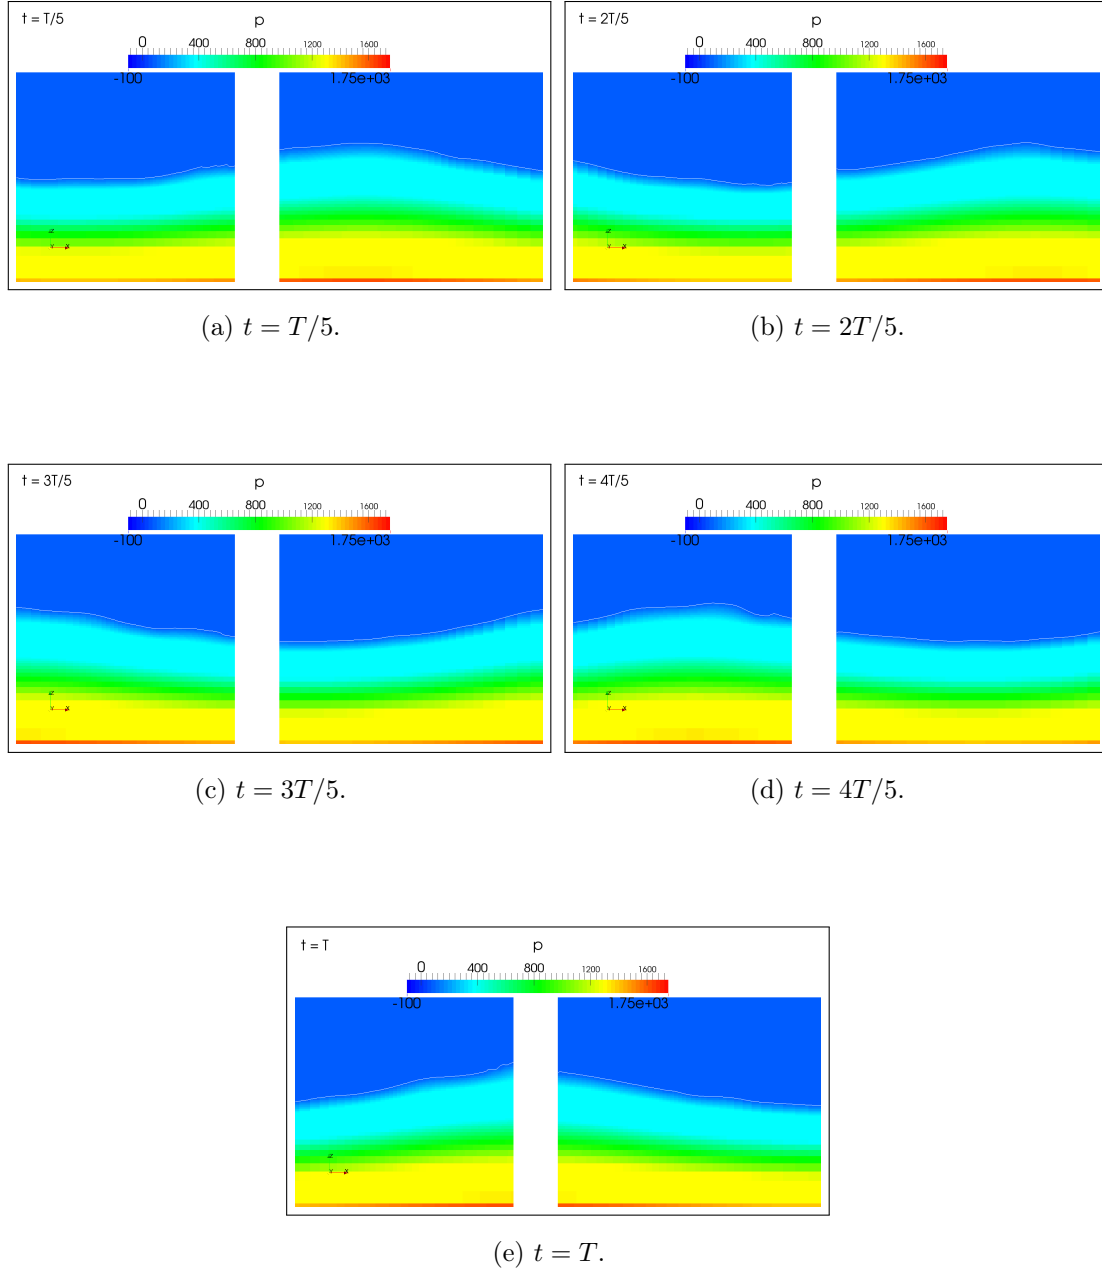 t = T/5
p
0 400 800 1200 1600
-100 1.75e+03
(a) t = T/5.
t = 2T/5
p
0 400 800 1200 1600
-100 1.75e+03
(b) t = 2T/5.
t = 3T/5
p
0 400 800 1200 1600
-100 1.75e+03
(c) t = 3T/5.
t = 4T/5
p
0 400 800 1200 1600
-100 1.75e+03
(d) t = 4T/5.
t = T
p
0 400 800 1200 1600
-100 1.75e+03
(e) t = T.